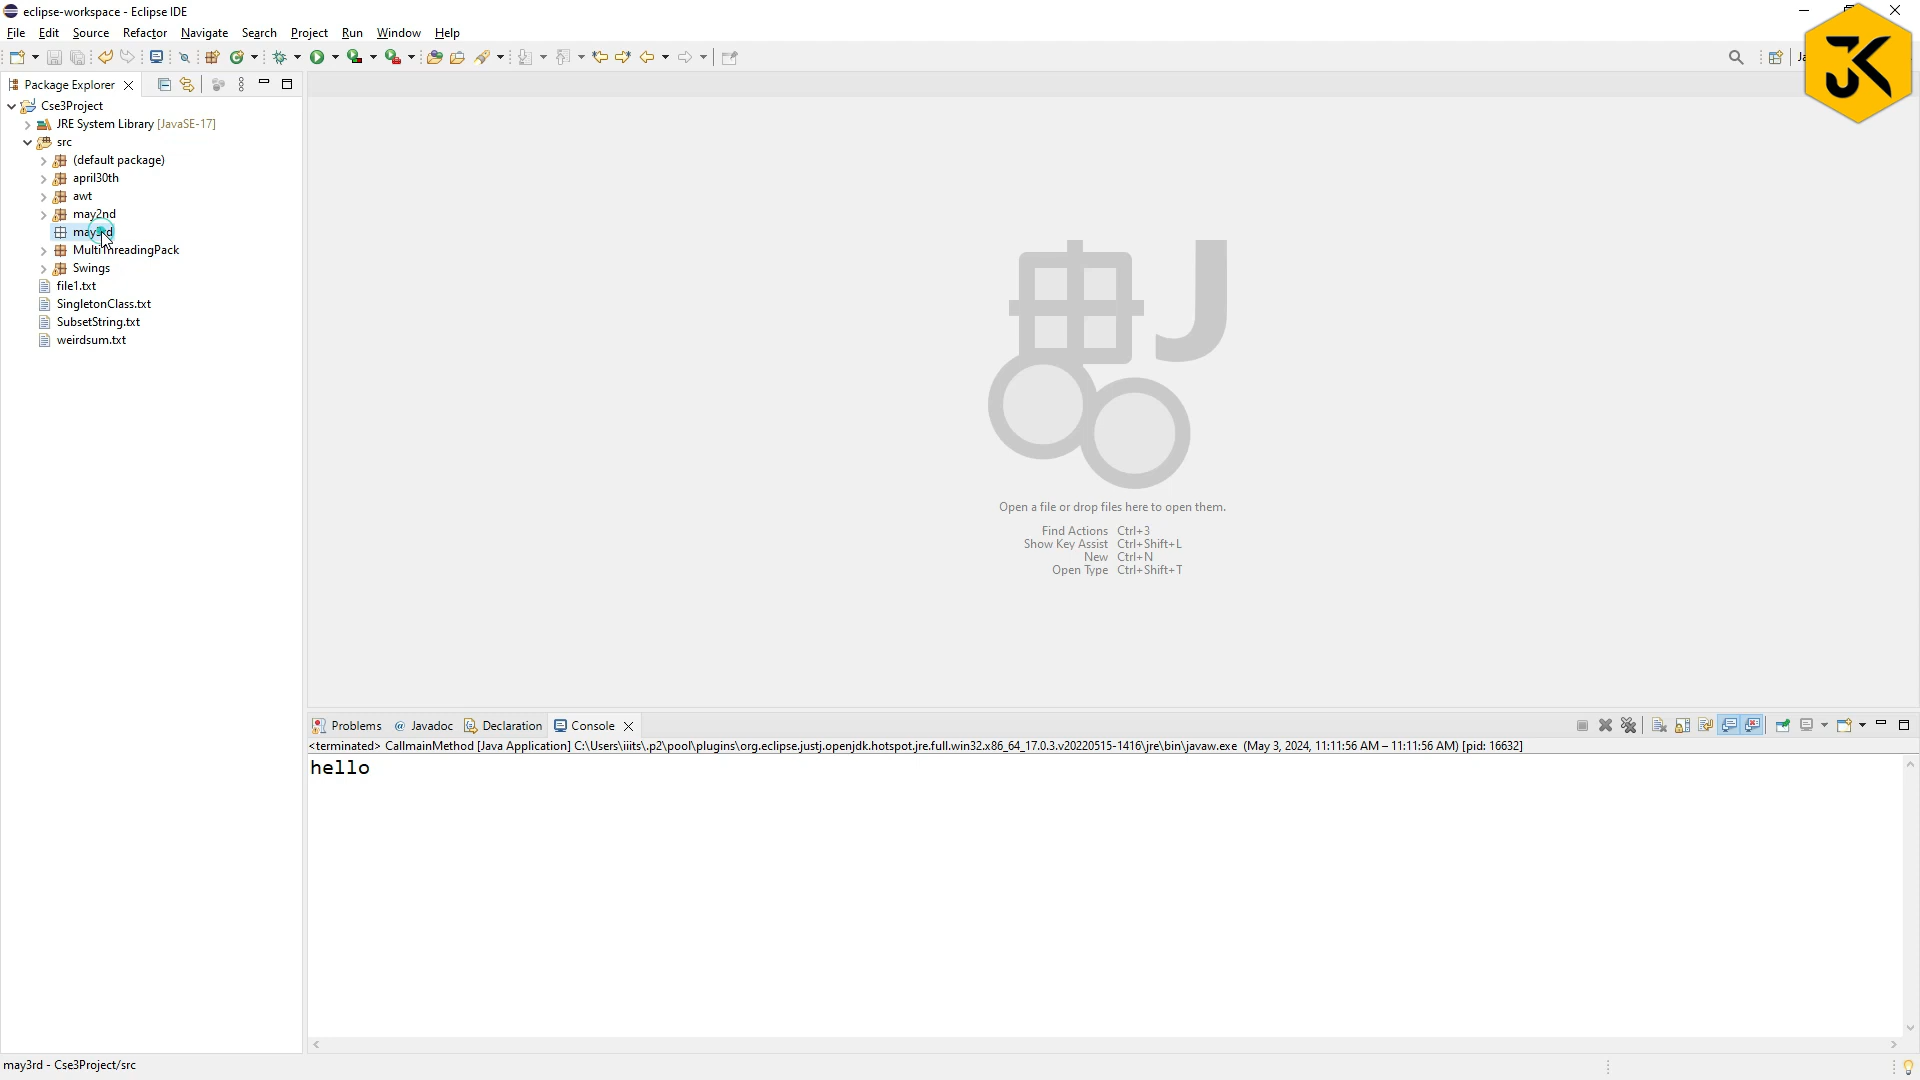 eclipse-workspace - Eclipse IDE
File Edit Source Refactor Navigate Search Project Run Window Help
Package Explorer
Cse3Project
JRE System Library [JavaSE-17]
src
(default package)
april30th
awt
may2nd
may3rd
MultiThreadingPack
Swings
file1.txt
SingletonClass.txt
SubsetString.txt
weirdsum.txt
JK
J
Open a file or drop files here to open them.
Find Actions Ctrl+3
Show Key Assist Ctrl+Shift+L
New Ctrl+N
Open Type Ctrl+Shift+T
Problems @ Javadoc Declaration Console
<terminated> CallmainMethod [Java Application] C:\Users\iiits\.p2\pool\plugins\org.eclipse.justj.openjdk.hotspot.jre.full.win32.x86_64_17.0.3.v20220515-1416\jre\bin\javaw.exe (May 3, 2024, 11:11:56 AM – 11:11:56 AM) [pid: 16632]
hello
may3rd - Cse3Project/src